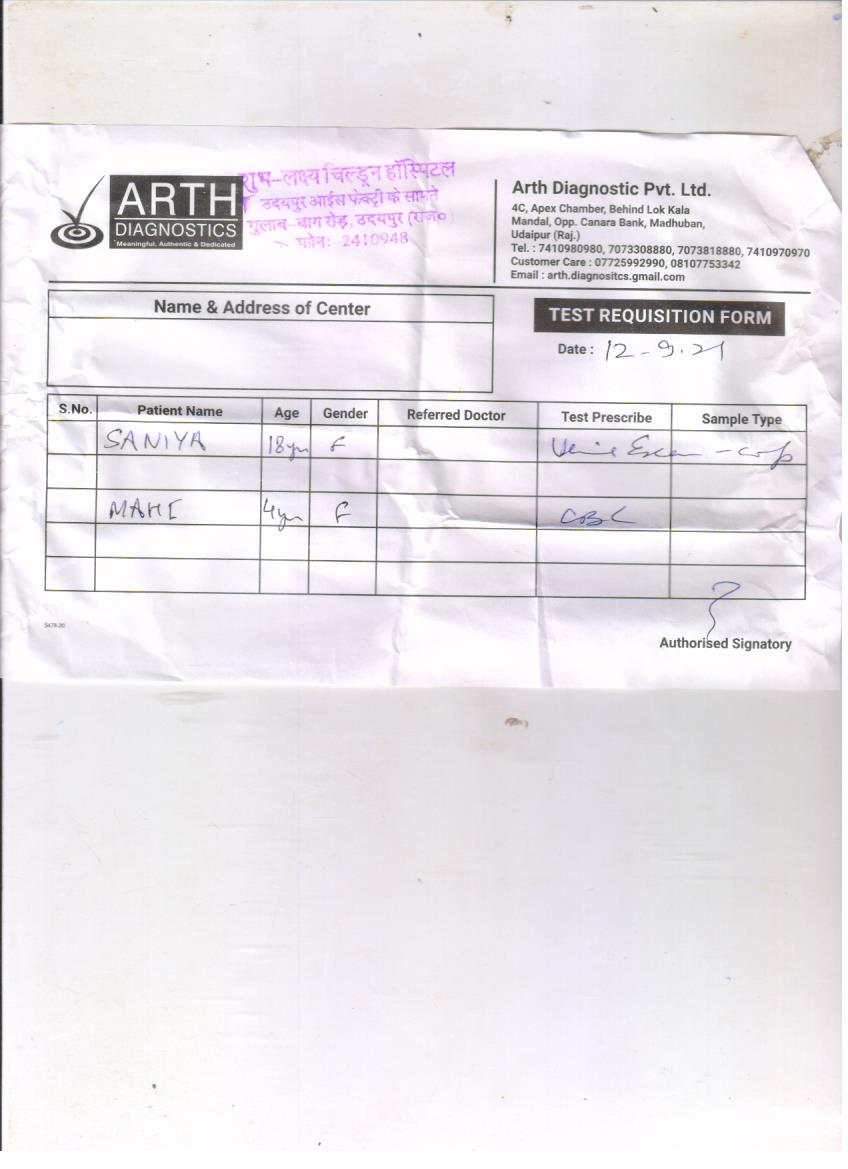 ARTH
DIAGNOSTICS
"Meaningful, Authentic & Dedicated
शुभ-लक्ष्य चिल्ड्रन हॉस्पिटल
उदयपुर आईस फेक्ट्री के सामने
गुलाब-बाग रोड़, उदयपुर (राज०)
फोन:- 2410948
Arth Diagnostic Pvt. Ltd.
4C, Apex Chamber, Behind Lok Kala
Mandal, Opp. Canara Bank, Madhuban,
Udaipur (Raj.)
Tel. : 7410980980, 7073308880, 7073818880, 7410970970
Customer Care : 07725992990, 08107753342
Email : arth.diagnositcs.gmail.com
Name & Address of Center
TEST REQUISITION FORM
Date : 12-9.21
S.No. Patient Name Age Gender Referred Doctor Test Prescribe Sample Type
SANIYA 18yr F
MAHI 4yr F CBC
Authorised Signatory
5478-20